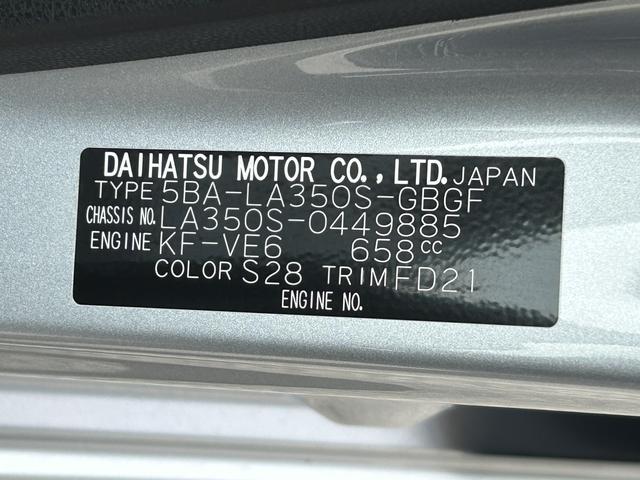 DAIHATSU MOTOR CO., LTD. JAPAN
TYPE 5BA-LA350S-GBGF
CHASSIS NO. LA350S-0449885
ENGINE KF-VE6 658cc
COLOR S28 TRIM FD21
ENGINE NO.